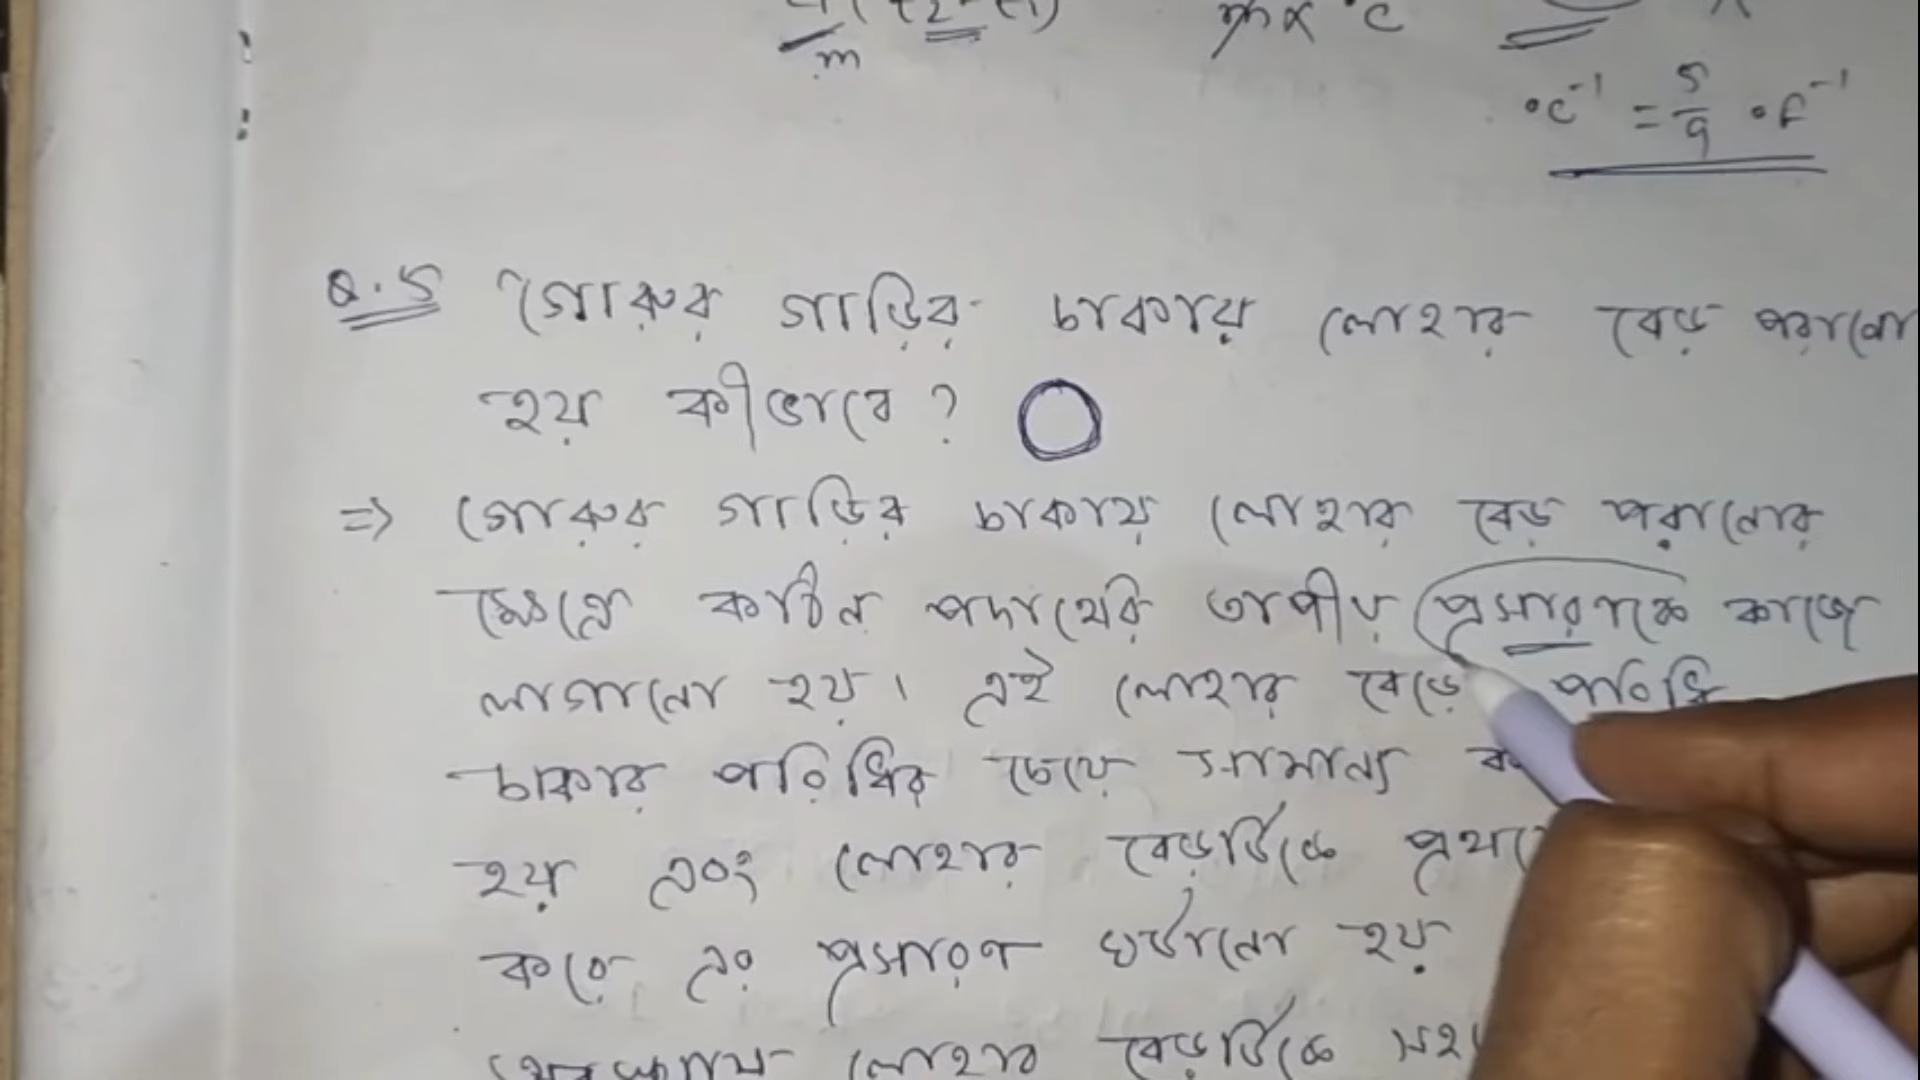 m
°C
°C⁻¹ = 5/9 °F⁻¹
Q.5 গোরুর গাড়ির চাকায় লোহার বেড় পরানো
হয় কীভাবে?
⇒ গোরুর গাড়ির চাকায় লোহার বেড় পরানোর
ক্ষেত্রে কঠিন পদার্থের তাপীয় প্রসারণকে কাজে
লাগানো হয়। এই লোহার বেড়ের পরিধি
চাকার পরিধির চেয়ে সামান্য
হয় এবং লোহার বেড়টিকে
করে এর প্রসারণ ঘটানো হয়
লোহার বেড়টিকে